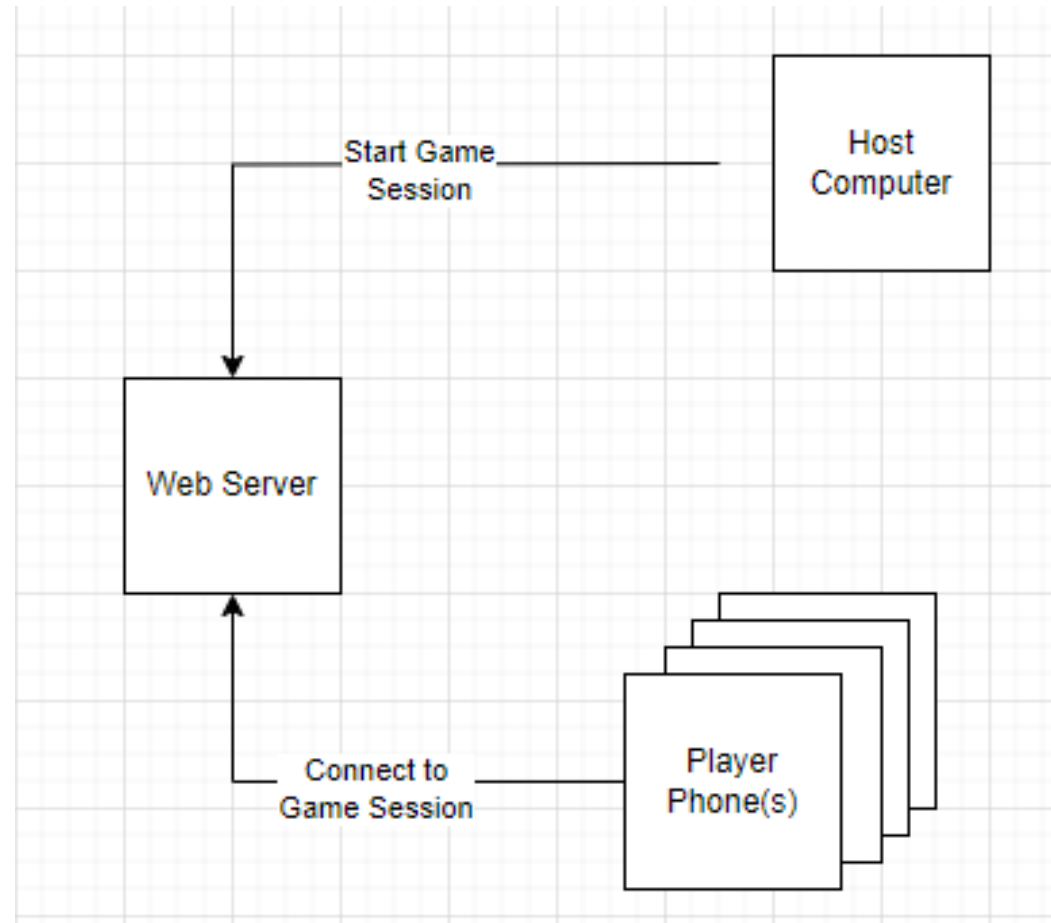 Start Game
Session
Host
Computer
Web Server
Connect to
Game Session
Player
Phone(s)